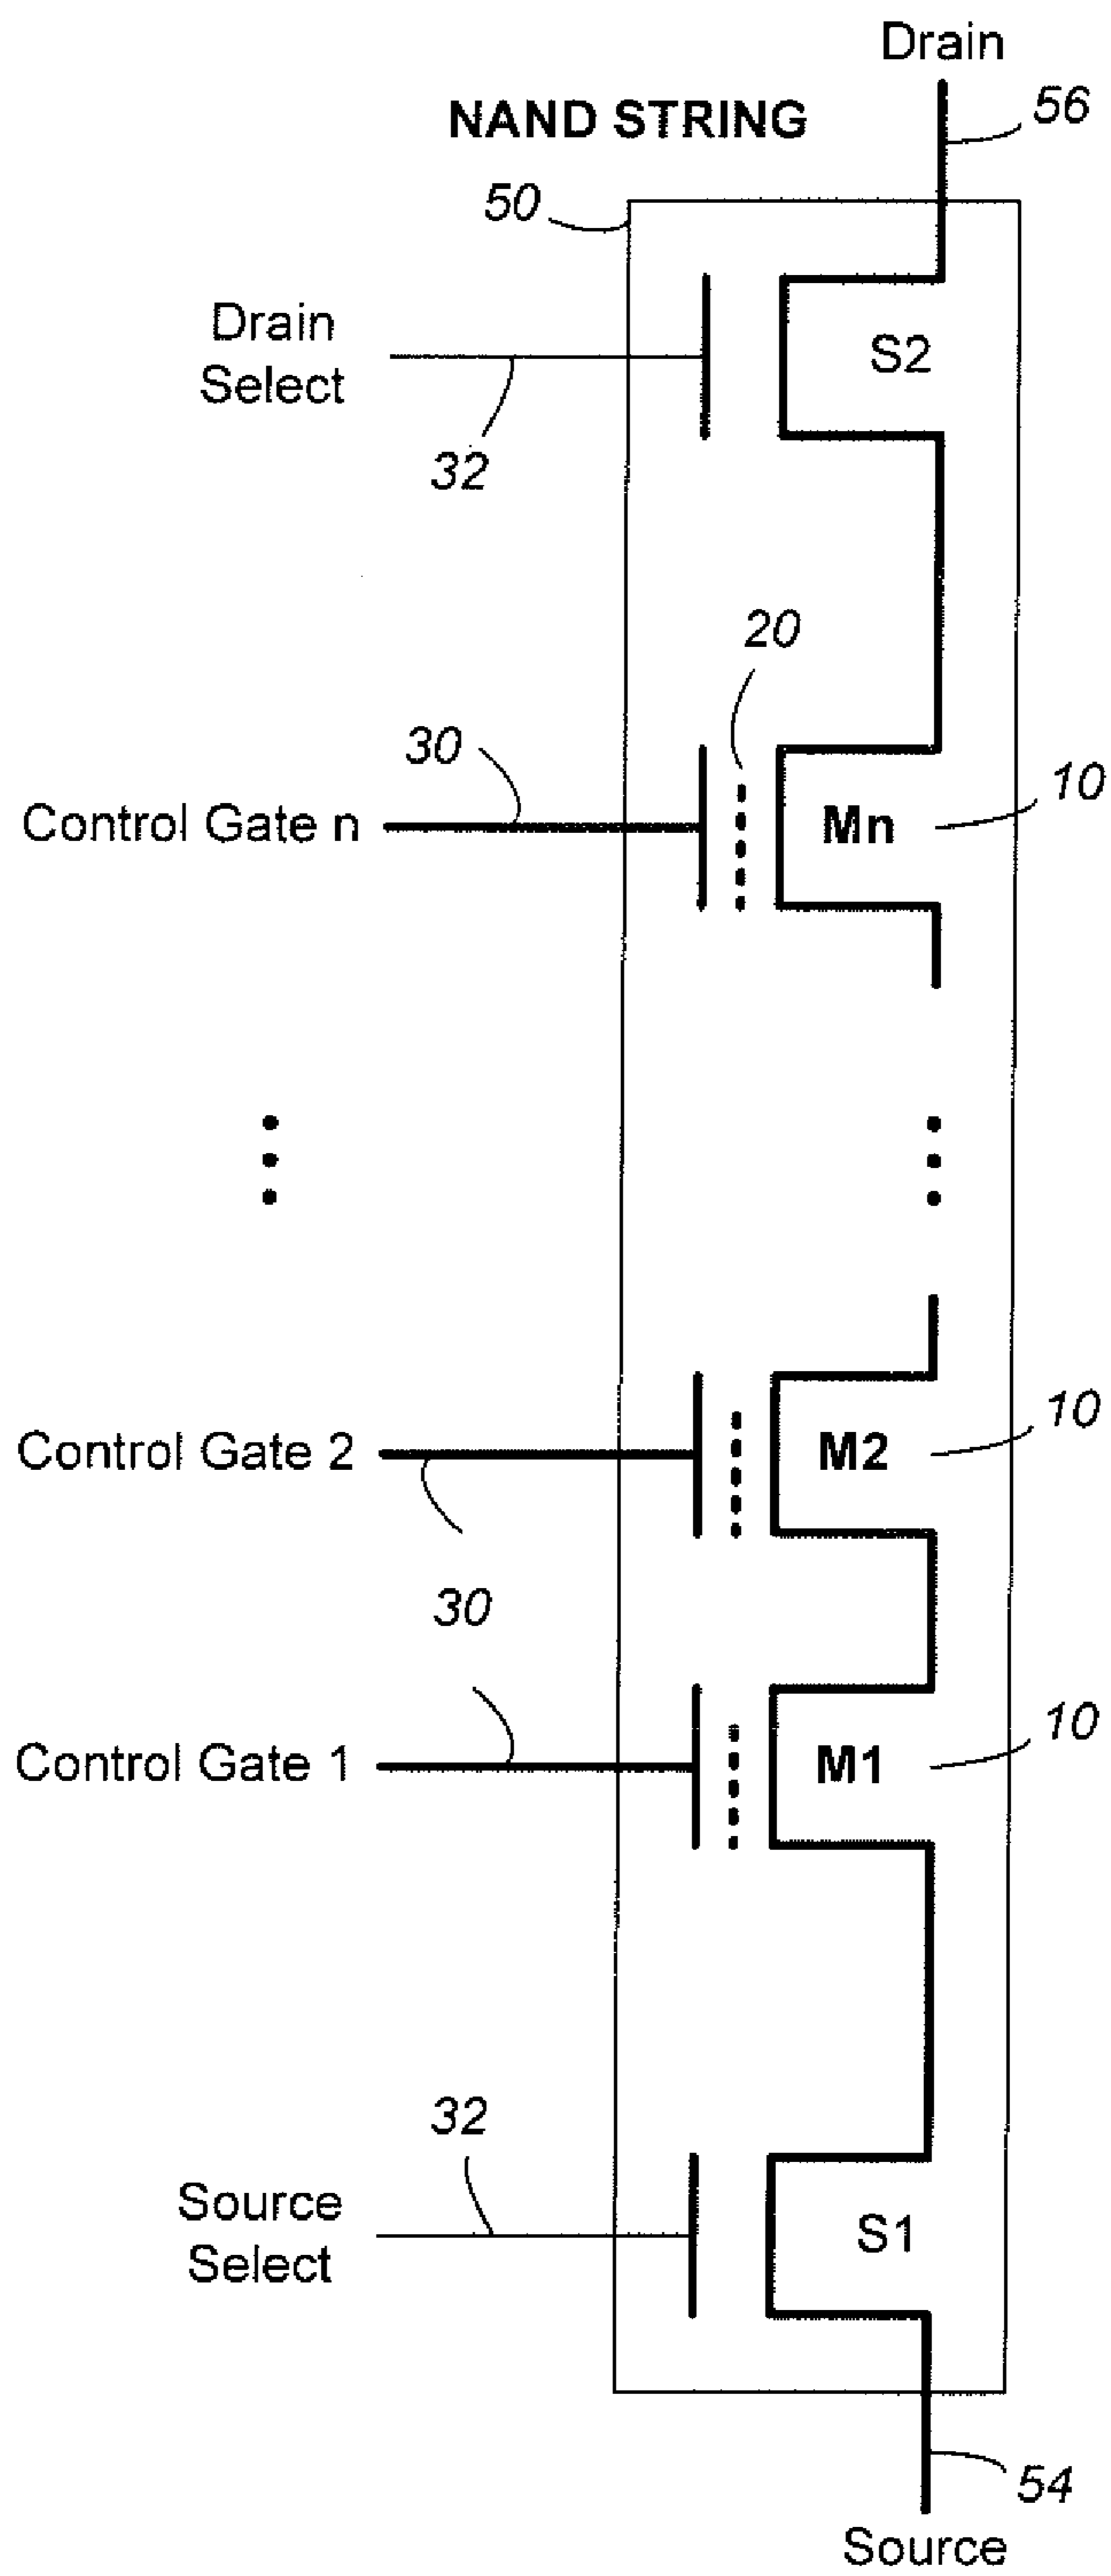 Drain
56
NAND STRING
50
Drain
Select
S2
32
20
30
Control Gate n
Mn
10
Control Gate 2
M2
10
30
Control Gate 1
M1
10
32
Source
Select
S1
54
Source